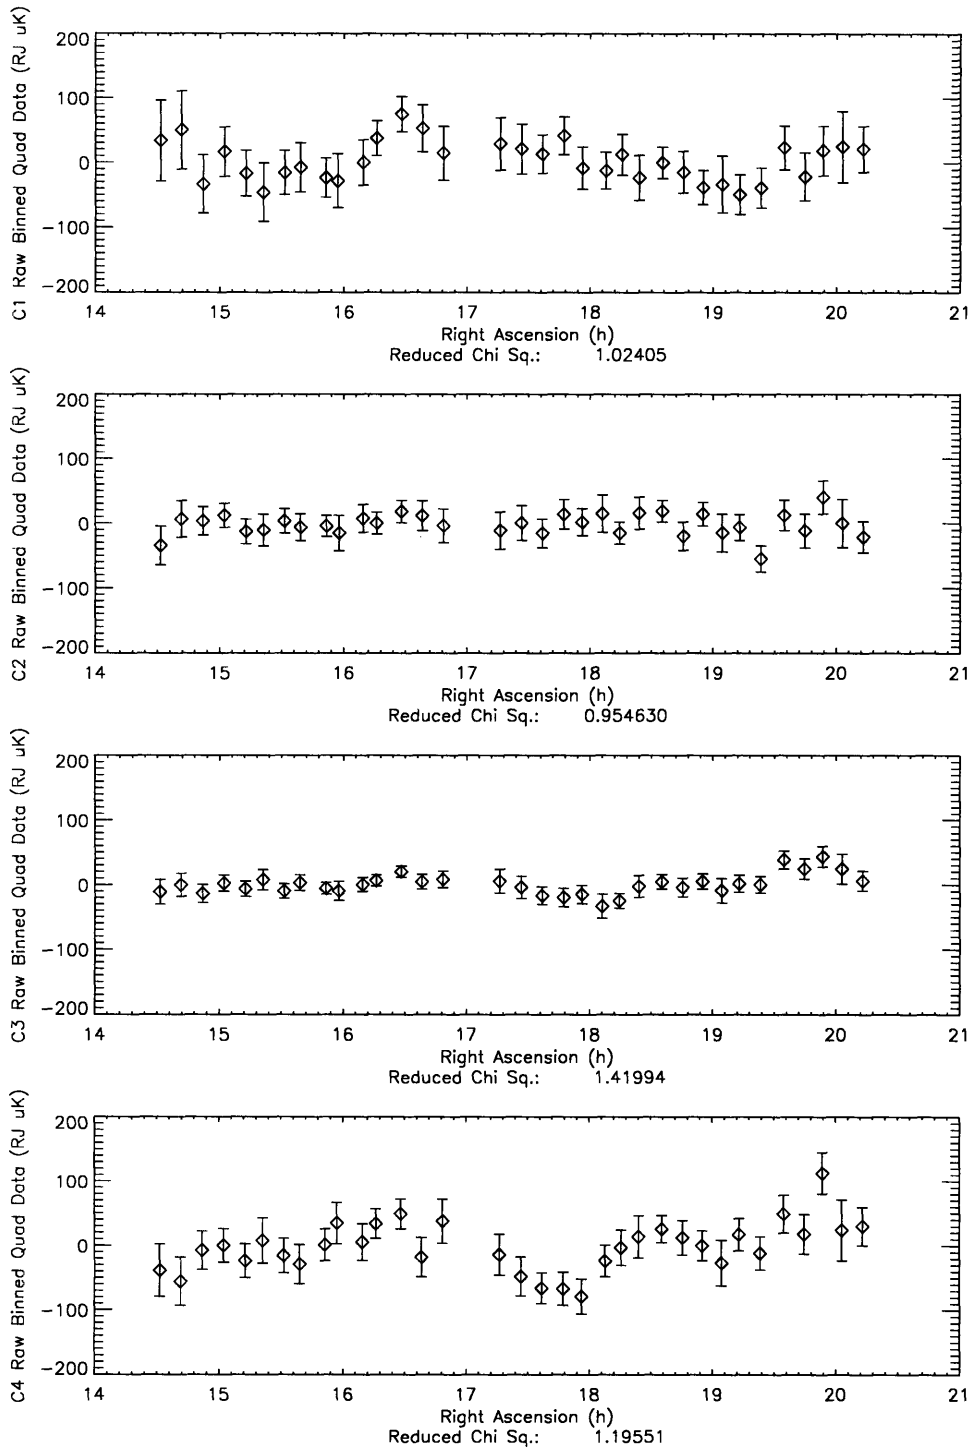 C1 Raw Binned Quad Data (RJ uK)
200
100
0
-100
-200
14 15 16 17 18 19 20 21
Right Ascension (h)
Reduced Chi Sq.: 1.02405
C2 Raw Binned Quad Data (RJ uK)
200
100
0
-100
-200
14 15 16 17 18 19 20 21
Right Ascension (h)
Reduced Chi Sq.: 0.954630
C3 Raw Binned Quad Data (RJ uK)
200
100
0
-100
-200
14 15 16 17 18 19 20 21
Right Ascension (h)
Reduced Chi Sq.: 1.41994
C4 Raw Binned Quad Data (RJ uK)
200
100
0
-100
-200
14 15 16 17 18 19 20 21
Right Ascension (h)
Reduced Chi Sq.: 1.19551